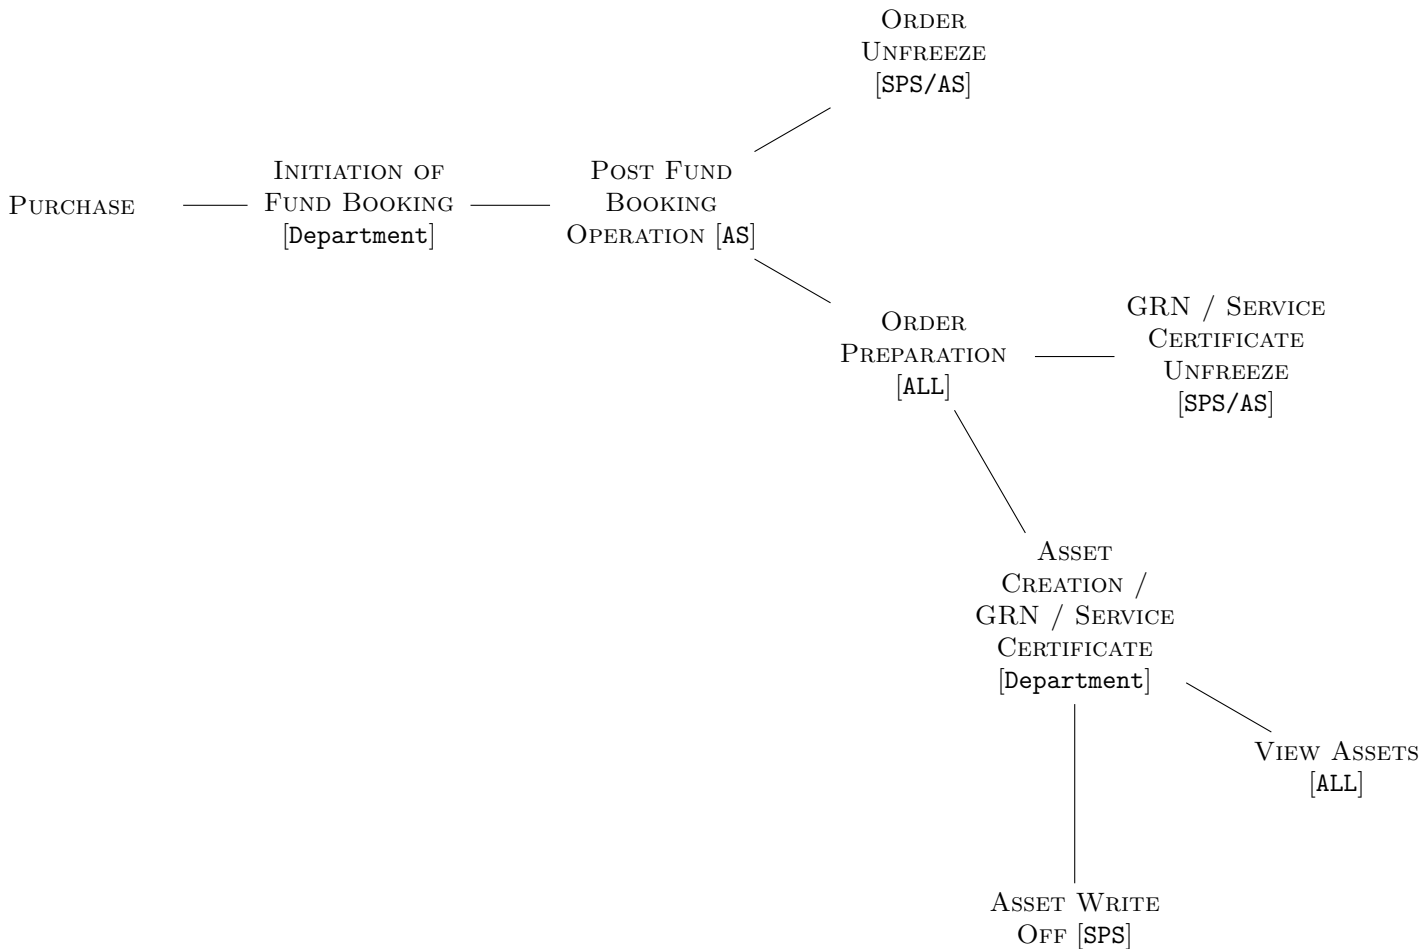 Order
Unfreeze
[SPS/AS]
Purchase
Initiation of
Fund Booking
[Department]
Post Fund
Booking
Operation [AS]
Order
Preparation
[ALL]
GRN / Service
Certificate
Unfreeze
[SPS/AS]
Asset
Creation /
GRN / Service
Certificate
[Department]
View Assets
[ALL]
Asset Write
Off [SPS]